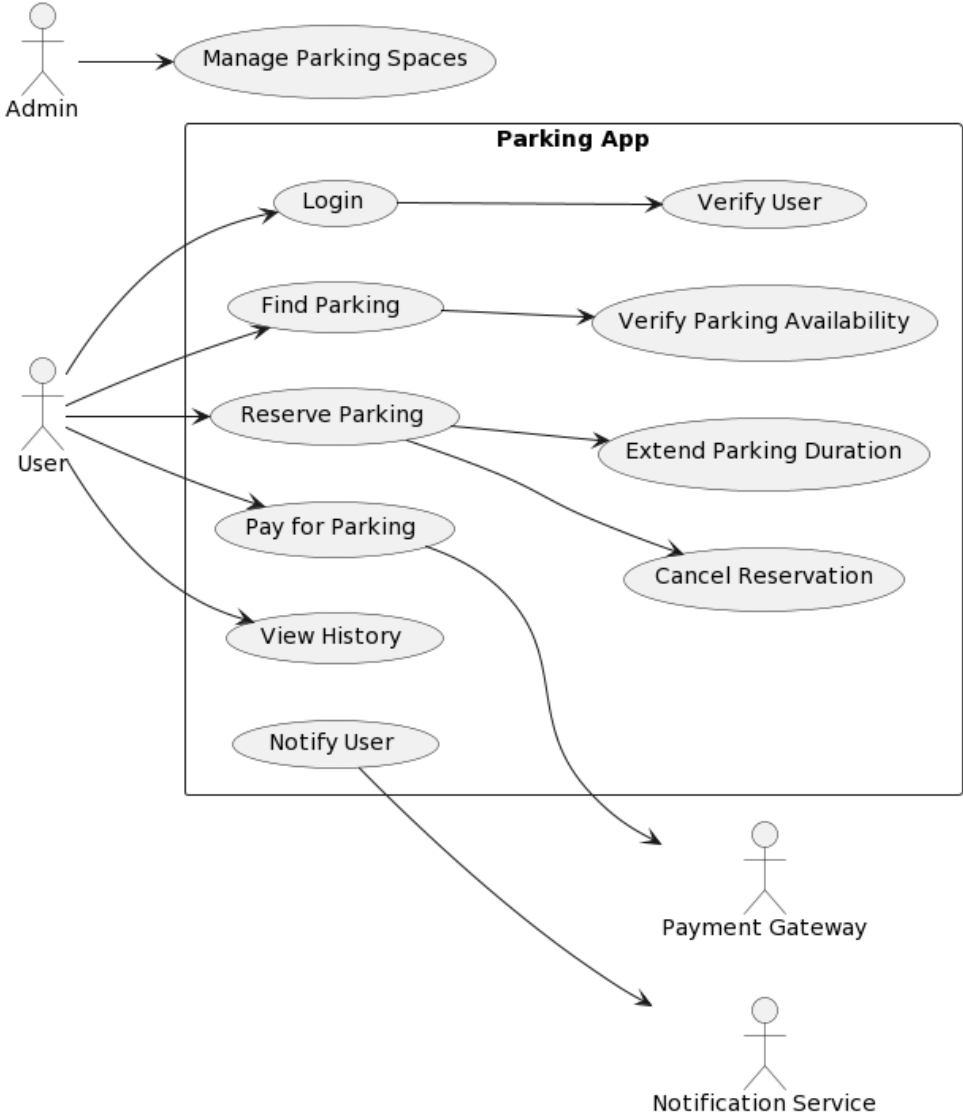 Manage Parking Spaces
Admin
Parking App
Login
Verify User
Find Parking
Verify Parking Availability
Reserve Parking
Extend Parking Duration
User
Pay for Parking
Cancel Reservation
View History
Notify User
Payment Gateway
Notification Service